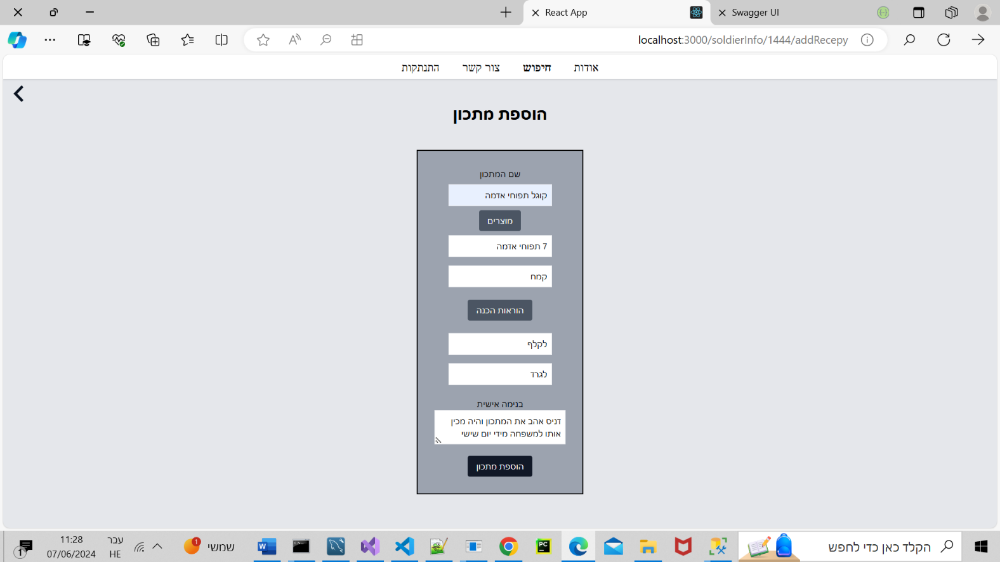 React App
Swagger UI
localhost:3000/soldierInfo/1444/addRecepy
אודות
חיפוש
צור קשר
התנתקות
הוספת מתכון
שם המתכון
קוגל תפוחי אדמה
מוצרים
7 תפוחי אדמה
קמח
הוראות הכנה
לקלף
לגרד
בנימה אישית
דניס אהב את המתכון והיה מכין
אותו למשפחה מידי יום שישי
הוספת מתכון
הקלד כאן כדי לחפש
PC
שמשי
1
עבר
HE
11:28
07/06/2024
1